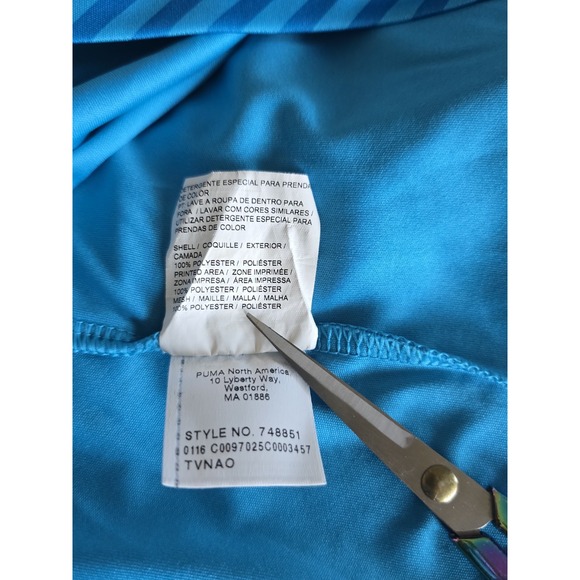 DETERGENTE ESPECIAL PARA PRENDA
DE COLOR
PT: LAVE A ROUPA DE DENTRO PARA
FORA / LAVAR COM CORES SIMILARES /
UTILIZAR DETERGENTE ESPECIAL PARA
PRENDAS DE COLOR
SHELL / COQUILLE / EXTERIOR /
CAMADA
100% POLYESTER / POLIÉSTER
PRINTED AREA / ZONE IMPRIMÉE /
ZONA IMPRESA / ÁREA IMPRESSA
100% POLYESTER / POLIÉSTER
MESH / MAILLE / MALLA / MALHA
100% POLYESTER / POLIÉSTER
PUMA North America
10 Lyberty Way,
Westford,
MA 01886
STYLE NO. 748851
0116 C0097025C0003457
TVNAO